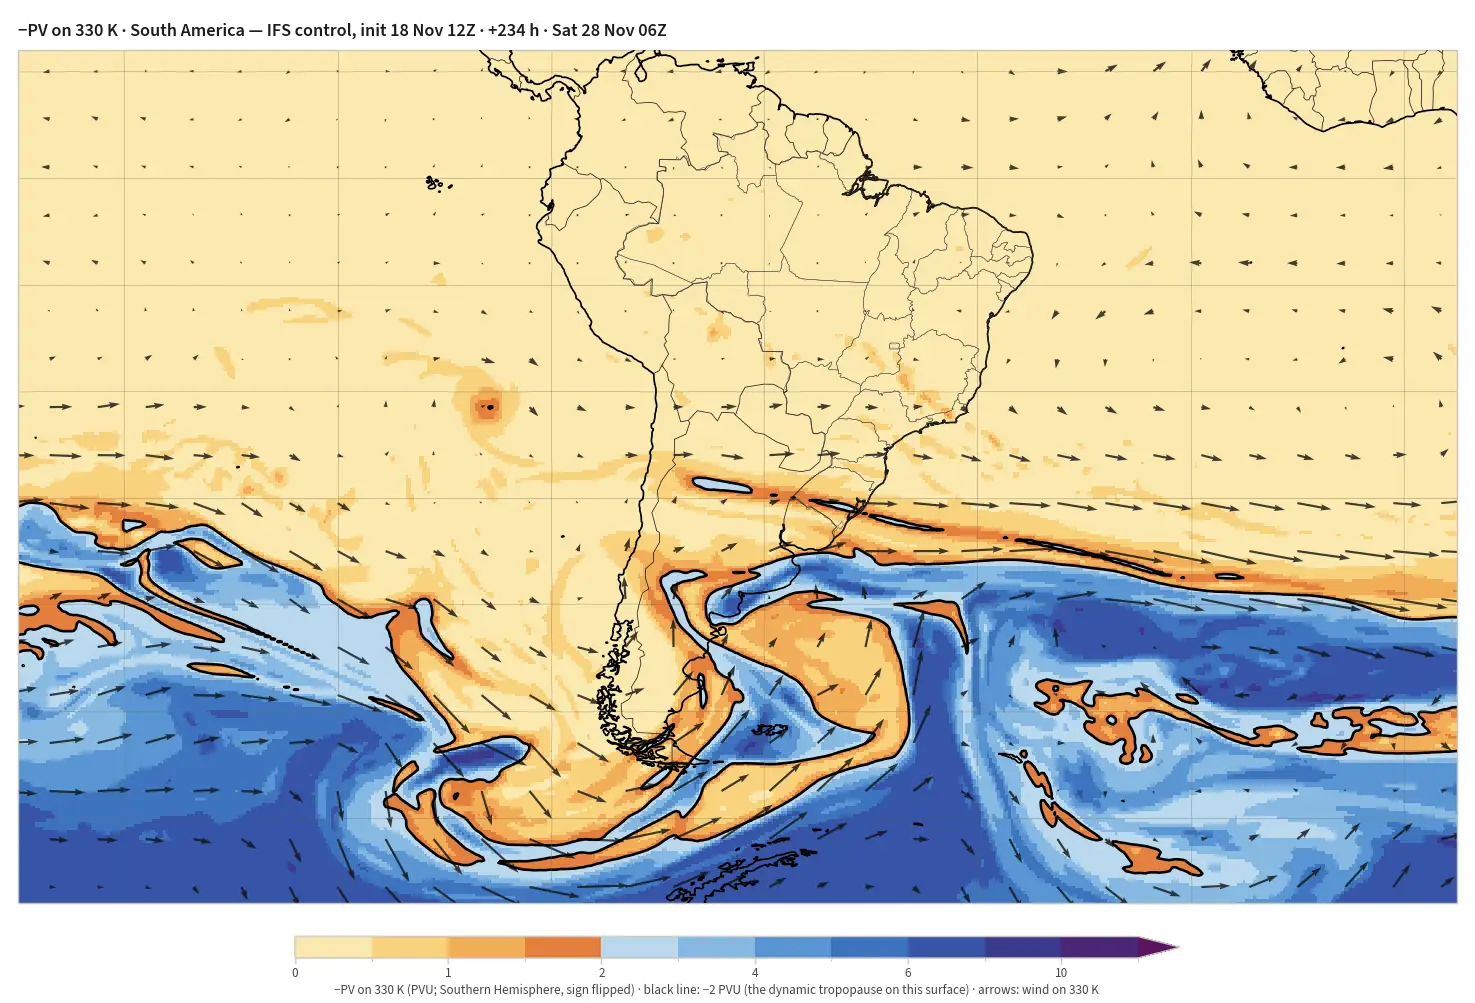 −PV on 330 K · South America — IFS control, init 18 Nov 12Z · +234 h · Sat 28 Nov 06Z
0 1 2 4 6 10
−PV on 330 K (PVU; Southern Hemisphere, sign flipped) · black line: −2 PVU (the dynamic tropopause on this surface) · arrows: wind on 330 K